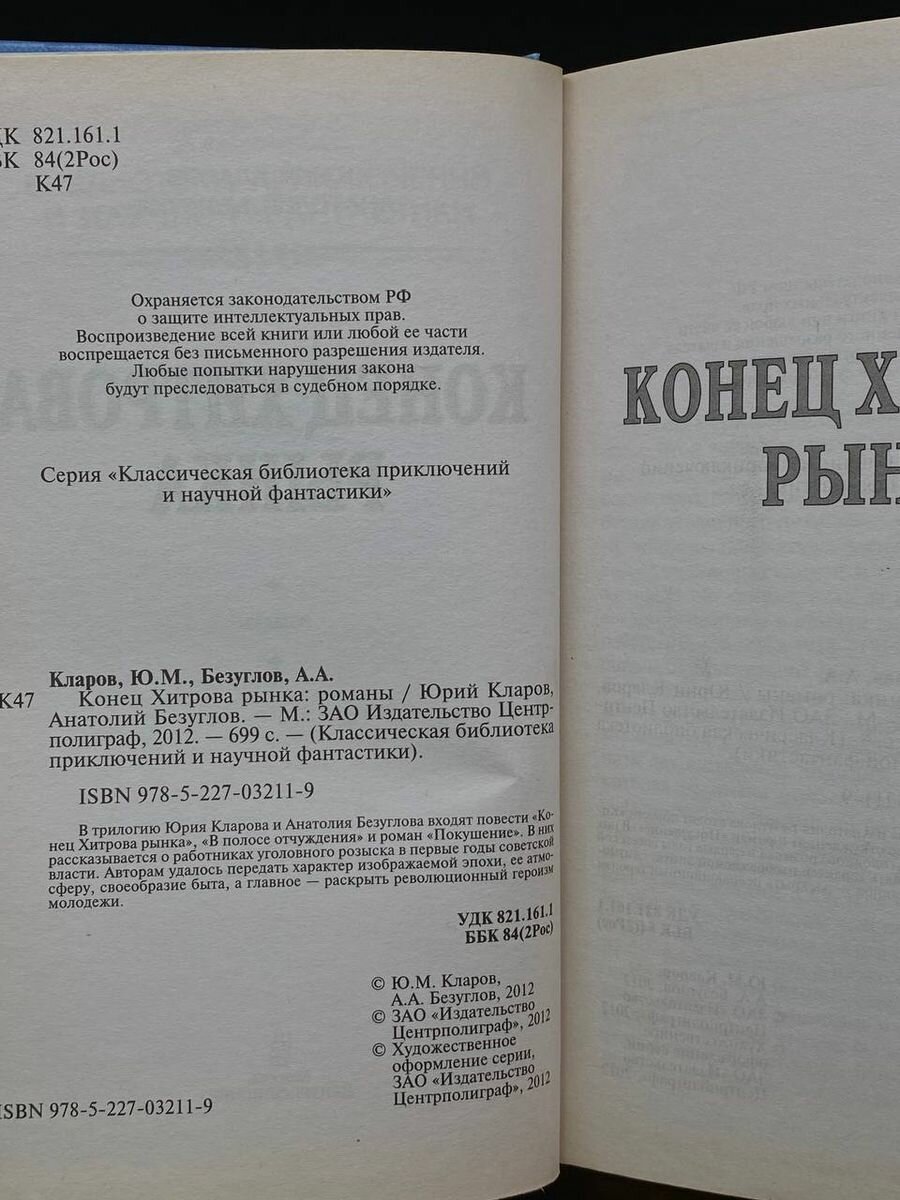 ДК 821.161.1
БК 84(2Рос)
К47
Охраняется законодательством РФ
о защите интеллектуальных прав.
Воспроизведение всей книги или любой ее части
воспрещается без письменного разрешения издателя.
Любые попытки нарушения закона
будут преследоваться в судебном порядке.
Серия «Классическая библиотека приключений
и научной фантастики»
Кларов, Ю.М., Безуглов, А.А.
К47 Конец Хитрова рынка: романы / Юрий Кларов,
Анатолий Безуглов. — М.: ЗАО Издательство Центр-
полиграф, 2012. — 699 с. — (Классическая библиотека
приключений и научной фантастики).
ISBN 978-5-227-03211-9
В трилогию Юрия Кларова и Анатолия Безуглова входят повести «Ко-
нец Хитрова рынка», «В полосе отчуждения» и роман «Покушение». В них
рассказывается о работниках уголовного розыска в первые годы советской
власти. Авторам удалось передать характер изображаемой эпохи, ее атмо-
сферу, своеобразие быта, а главное — раскрыть революционный героизм
молодежи.
УДК 821.161.1
ББК 84(2Рос)
© Ю.М. Кларов,
А.А. Безуглов, 2012
© ЗАО «Издательство
Центрполиграф», 2012
© Художественное
оформление серии,
ЗАО «Издательство
Центрполиграф», 2012
ISBN 978-5-227-03211-9
КОНЕЦ Х
РЫН